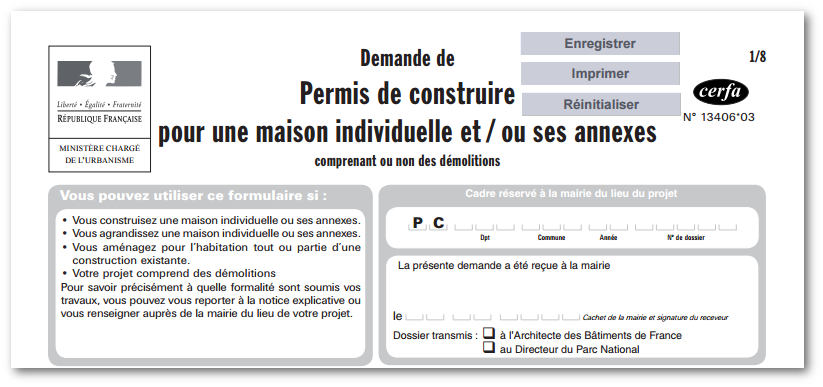 Liberté • Égalité • Fraternité
RÉPUBLIQUE FRANÇAISE
MINISTÈRE CHARGÉ
DE L'URBANISME
Demande de
Permis de construire
pour une maison individuelle et / ou ses annexes
comprenant ou non des démolitions
Enregistrer
Imprimer
Réinitialiser
1/8
cerfa
N° 13406*03
Vous pouvez utiliser ce formulaire si :
• Vous construisez une maison individuelle ou ses annexes.
• Vous agrandissez une maison individuelle ou ses annexes.
• Vous aménagez pour l'habitation tout ou partie d'une
construction existante.
• Votre projet comprend des démolitions
Pour savoir précisément à quelle formalité sont soumis vos
travaux, vous pouvez vous reporter à la notice explicative ou
vous renseigner auprès de la mairie du lieu de votre projet.
Cadre réservé à la mairie du lieu du projet
P C
Dpt Commune Année N° de dossier
La présente demande a été reçue à la mairie
le Cachet de la mairie et signature du receveur
Dossier transmis : ❑ à l'Architecte des Bâtiments de France
❑ au Directeur du Parc National